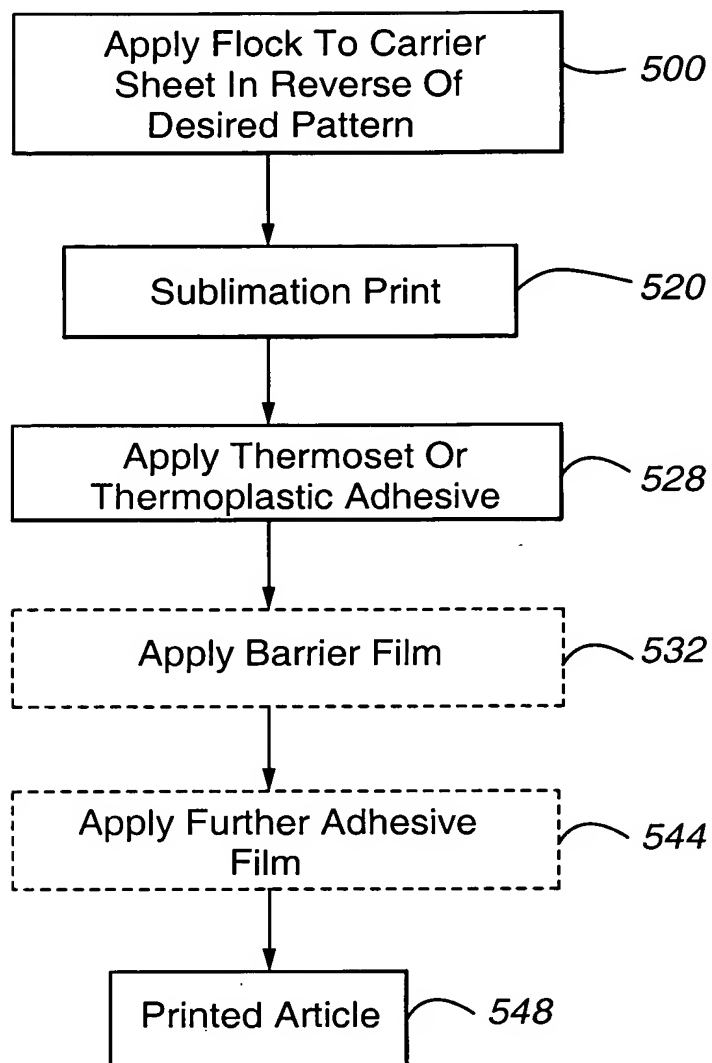 Apply Flock To Carrier
Sheet In Reverse Of
Desired Pattern
500
Sublimation Print
520
Apply Thermoset Or
Thermoplastic Adhesive
528
Apply Barrier Film
532
Apply Further Adhesive
Film
544
Printed Article
548